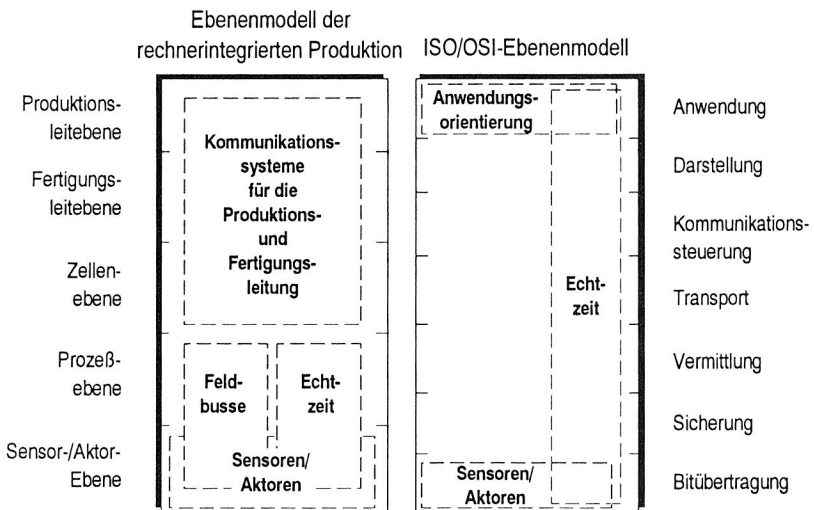 Ebenenmodell der
rechnerintegrierten Produktion
ISO/OSI-Ebenenmodell
Produktions-
leitebene
Fertigungs-
leitebene
Zellen-
ebene
Prozeß-
ebene
Sensor-/Aktor-
Ebene
Kommunikations-
systeme
für die
Produktions-
und
Fertigungs-
leitung
Feld-
busse
Echt-
zeit
Sensoren/
Aktoren
Anwendungs-
orientierung
Echt-
zeit
Sensoren/
Aktoren
Anwendung
Darstellung
Kommunikations-
steuerung
Transport
Vermittlung
Sicherung
Bitübertragung